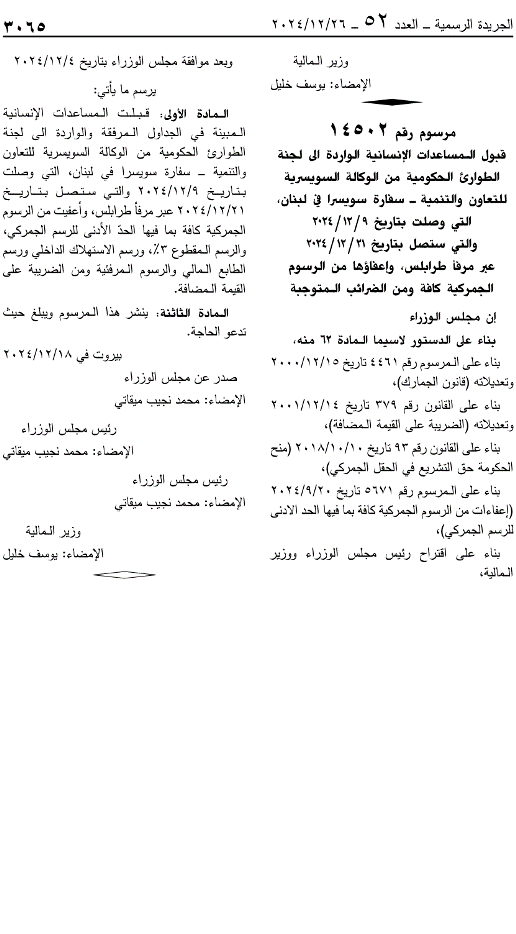 الجريدة الرسمية ــ العدد ٥٢ ــ ٢٠٢٤/١٢/٢٦
٣٠٦٥
وزير المالية
الإمضاء: يوسف خليل
مرسوم رقم ١٤٥٠٢
قبول المساعدات الإنسانية الواردة الى لجنة
الطوارئ الحكومية من الوكالة السويسرية
للتعاون والتنمية ــ سفارة سويسرا في لبنان،
التي وصلت بتاريخ ٢٠٢٤/١٢/٩
والتي ستصل بتاريخ ٢٠٢٤/١٢/٢١
عبر مرفأ طرابلس، واعفاؤها من الرسوم
الجمركية كافة ومن الضرائب المتوجبة
إن مجلس الوزراء
بناء على الدستور لاسيما المادة ٦٢ منه،
بناء على المرسوم رقم ٤٤٦١ تاريخ ٢٠٠٠/١٢/١٥
وتعديلاته (قانون الجمارك)،
بناء على القانون رقم ٣٧٩ تاريخ ٢٠٠١/١٢/١٤
وتعديلاته (الضريبة على القيمة المضافة)،
بناء على القانون رقم ٩٣ تاريخ ٢٠١٨/١٠/١٠ (منح
الحكومة حق التشريع في الحقل الجمركي)،
بناء على المرسوم رقم ٥٦٧١ تاريخ ٢٠٢٤/٩/٢٠
(إعفاءات من الرسوم الجمركية كافة بما فيها الحد الادنى
للرسم الجمركي)،
بناء على اقتراح رئيس مجلس الوزراء ووزير
المالية،
وبعد موافقة مجلس الوزراء بتاريخ ٢٠٢٤/١٢/٤
يرسم ما يأتي:
المادة الأولى: قبلت المساعدات الإنسانية
المبينة في الجداول المرفقة والواردة الى لجنة
الطوارئ الحكومية من الوكالة السويسرية للتعاون
والتنمية ــ سفارة سويسرا في لبنان، التي وصلت
بتاريخ ٢٠٢٤/١٢/٩ والتي ستصل بتاريخ
٢٠٢٤/١٢/٢١ عبر مرفأ طرابلس، وأعفيت من الرسوم
الجمركية كافة بما فيها الحدّ الأدنى للرسم الجمركي،
والرسم المقطوع ٣٪، ورسم الاستهلاك الداخلي ورسم
الطابع المالي والرسوم المرفئية ومن الضريبة على
القيمة المضافة.
المادة الثانية: ينشر هذا المرسوم ويبلغ حيث
تدعو الحاجة.
بيروت في ٢٠٢٤/١٢/١٨
صدر عن مجلس الوزراء
الإمضاء: محمد نجيب ميقاتي
رئيس مجلس الوزراء
الإمضاء: محمد نجيب ميقاتي
رئيس مجلس الوزراء
الإمضاء: محمد نجيب ميقاتي
وزير المالية
الإمضاء: يوسف خليل